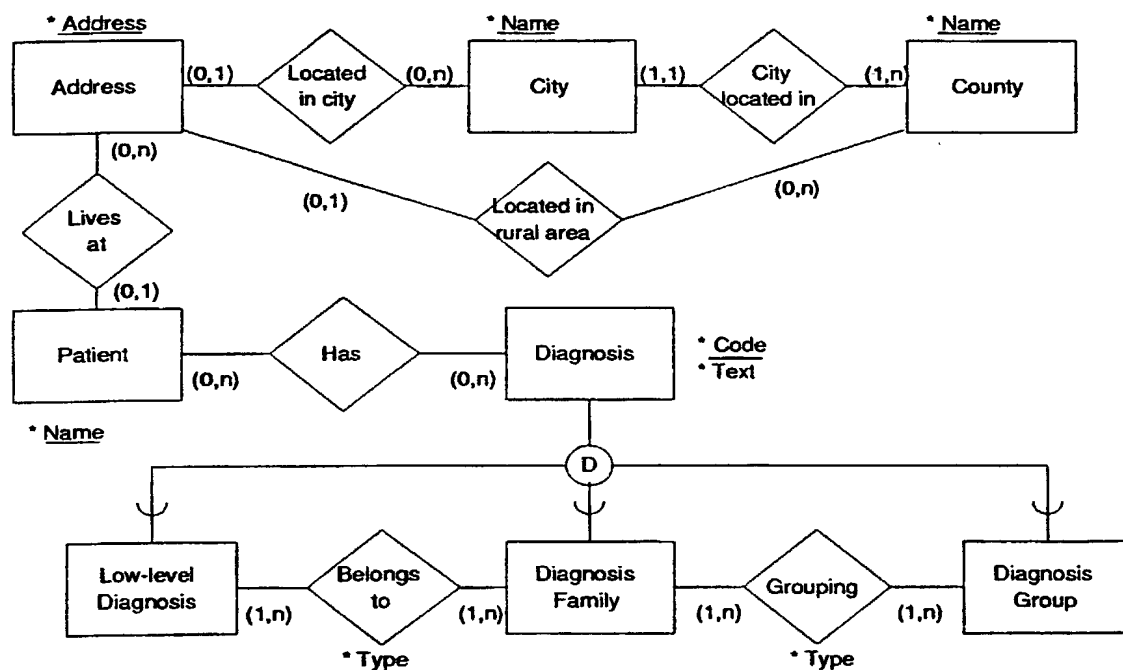 * Address
* Name
* Name
Address
(0,1)
Located
in city
(0,n)
City
(1,1)
City
located in
(1,n)
County
(0,n)
(0,1)
Located in
rural area
(0,n)
Lives
at
(0,1)
Patient
(0,n)
Has
(0,n)
Diagnosis
* Code
* Text
* Name
D
Low-level
Diagnosis
(1,n)
Belongs
to
(1,n)
Diagnosis
Family
(1,n)
Grouping
(1,n)
Diagnosis
Group
* Type
* Type